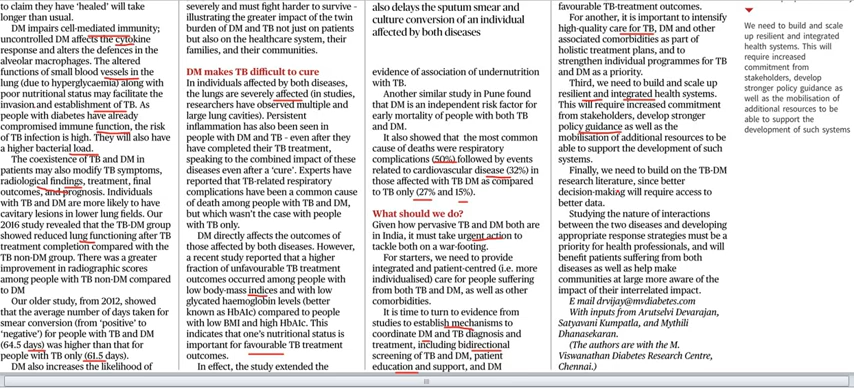 to claim they have 'healed' will take
longer than usual.
DM impairs cell-mediated immunity;
uncontrolled DM affects the cytokine
response and alters the defences in the
alveolar macrophages. The altered
functions of small blood vessels in the
lung (due to hyperglycaemia) along with
poor nutritional status may facilitate the
invasion and establishment of TB. As
people with diabetes have already
compromised immune function, the risk
of TB infection is high. They will also have
a higher bacterial load.
The coexistence of TB and DM in
patients may also modify TB symptoms,
radiological findings, treatment, final
outcomes, and prognosis. Individuals
with TB and DM are more likely to have
cavitary lesions in lower lung fields. Our
2016 study revealed that the TB-DM group
showed reduced lung functioning after TB
treatment completion compared with the
TB non-DM group. There was a greater
improvement in radiographic scores
among people with TB non-DM compared
to DM
Our older study, from 2012, showed
that the average number of days taken for
smear conversion (from 'positive' to
'negative') for people with TB and DM
(64.5 days) was higher than that for
people with TB only (61.5 days).
DM also increases the likelihood of
severely and must fight harder to survive -
illustrating the greater impact of the twin
burden of DM and TB not just on patients
but also on the healthcare system, their
families, and their communities.
DM makes TB difficult to cure
In individuals affected by both diseases,
the lungs are severely affected (in studies,
researchers have observed multiple and
large lung cavities). Persistent
inflammation has also been seen in
people with DM and TB - even after they
have completed their TB treatment,
speaking to the combined impact of these
diseases even after a 'cure'. Experts have
reported that TB-related respiratory
complications have been a common cause
of death among people with TB and DM,
but which wasn't the case with people
with TB only.
DM directly affects the outcomes of
those affected by both diseases. However,
a recent study reported that a higher
fraction of unfavourable TB treatment
outcomes occurred among people with
low body-mass indices and with low
glycated haemoglobin levels (better
known as HbA1c) compared to people
with low BMI and high HbA1c. This
indicates that one's nutritional status is
important for favourable TB treatment
outcomes.
In effect, the study extended the
also delays the sputum smear and
culture conversion of an individual
affected by both
evidence of association of undernutrition
with TB.
Another similar study in Pune found
that DM is an independent risk factor for
early mortality of people with both TB
and DM.
It also showed that the most common
cause of deaths were respiratory
complications (50%) followed by events
related to cardiovascular disease (32%) in
those affected with TB DM as compared
to TB only (27% and 15%).
What should we do?
Given how pervasive TB and DM both are
in India, it must take urgent action to
tackle both on a war-footing.
For starters, we need to provide
integrated and patient-centred (i.e. more
individualised) care for people suffering
from both TB and DM, as well as other
comorbidities.
It is time to turn to evidence from
studies to establish mechanisms to
coordinate DM and TB diagnosis and
treatment, including bidirectional
screening of TB and DM, patient
education and support, and DM
favourable TB-treatment outcomes.
For another, it is important to intensify
high-quality care for TB, DM and other
associated comorbidities as part of
holistic treatment plans, and to
strengthen individual programmes for TB
and DM as a priority.
Third, we need to build and scale up
resilient and integrated health systems.
This will require increased commitment
from stakeholders, develop stronger
policy guidance as well as the
mobilisation of additional resources to be
able to support the development of such
systems.
Finally, we need to build on the TB-DM
research literature, since better
decision-making will require access to
better data.
Studying the nature of interactions
between the two diseases and developing
appropriate response strategies must be a
priority for health professionals, and will
benefit patients suffering from both
diseases as well as help make
communities at large more aware of the
impact of their interrelated impact.
E mail drvijay@mvdiabetes.com
With inputs from Arutselvi Devarajan,
Satyavani Kumpatla, and Mythili
Dhanasekaran.
(The authors are with the M.
Viswanathan Diabetes Research Centre,
Chennai.)
We need to build and scale
up resilient and integrated
health systems. This will
require increased
commitment from
stakeholders, develop
stronger policy guidance as
well as the mobilisation of
additional resources to be
able to support the
development of such systems